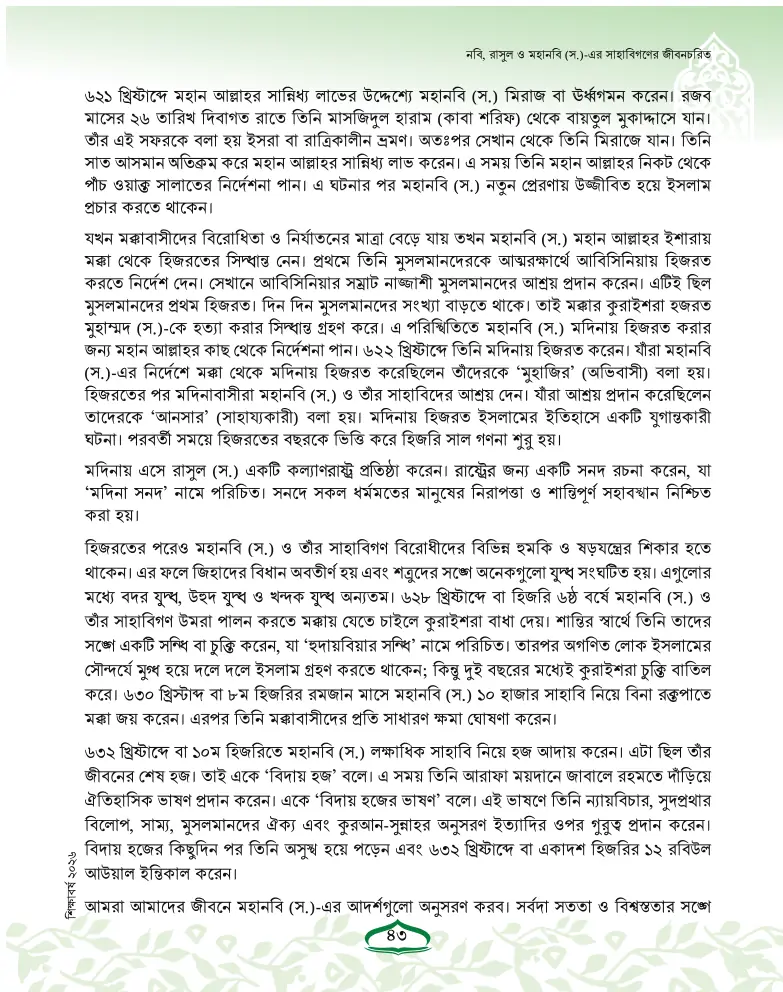 নবি, রাসুল ও মহানবি (স.)-এর সাহাবিগণের জীবনচরিত
৬২১ খ্রিষ্টাব্দে মহান আল্লাহর সান্নিধ্য লাভের উদ্দেশ্যে মহানবি (স.) মিরাজ বা ঊর্ধ্বগমন করেন। রজব
মাসের ২৬ তারিখ দিবাগত রাতে তিনি মাসজিদুল হারাম (কাবা শরিফ) থেকে বায়তুল মুকাদ্দাসে যান।
তাঁর এই সফরকে বলা হয় ইসরা বা রাত্রিকালীন ভ্রমণ। অতঃপর সেখান থেকে তিনি মিরাজে যান। তিনি
সাত আসমান অতিক্রম করে মহান আল্লাহর সান্নিধ্য লাভ করেন। এ সময় তিনি মহান আল্লাহর নিকট থেকে
পাঁচ ওয়াক্ত সালাতের নির্দেশনা পান। এ ঘটনার পর মহানবি (স.) নতুন প্রেরণায় উজ্জীবিত হয়ে ইসলাম
প্রচার করতে থাকেন।
যখন মক্কাবাসীদের বিরোধিতা ও নির্যাতনের মাত্রা বেড়ে যায় তখন মহানবি (স.) মহান আল্লাহর ইশারায়
মক্কা থেকে হিজরতের সিদ্ধান্ত নেন। প্রথমে তিনি মুসলমানদেরকে আত্মরক্ষার্থে আবিসিনিয়ায় হিজরত
করতে নির্দেশ দেন। সেখানে আবিসিনিয়ার সম্রাট নাজ্জাশী মুসলমানদের আশ্রয় প্রদান করেন। এটিই ছিল
মুসলমানদের প্রথম হিজরত। দিন দিন মুসলমানদের সংখ্যা বাড়তে থাকে। তাই মক্কার কুরাইশরা হজরত
মুহাম্মদ (স.)-কে হত্যা করার সিদ্ধান্ত গ্রহণ করে। এ পরিস্থিতিতে মহানবি (স.) মদিনায় হিজরত করার
জন্য মহান আল্লাহর কাছ থেকে নির্দেশনা পান। ৬২২ খ্রিষ্টাব্দে তিনি মদিনায় হিজরত করেন। যাঁরা মহানবি
(স.)-এর নির্দেশে মক্কা থেকে মদিনায় হিজরত করেছিলেন তাঁদেরকে ‘মুহাজির’ (অভিবাসী) বলা হয়।
হিজরতের পর মদিনাবাসীরা মহানবি (স.) ও তাঁর সাহাবিদের আশ্রয় দেন। যাঁরা আশ্রয় প্রদান করেছিলেন
তাদেরকে ‘আনসার’ (সাহায্যকারী) বলা হয়। মদিনায় হিজরত ইসলামের ইতিহাসে একটি যুগান্তকারী
ঘটনা। পরবর্তী সময়ে হিজরতের বছরকে ভিত্তি করে হিজরি সাল গণনা শুরু হয়।
মদিনায় এসে রাসুল (স.) একটি কল্যাণরাষ্ট্র প্রতিষ্ঠা করেন। রাষ্ট্রের জন্য একটি সনদ রচনা করেন, যা
‘মদিনা সনদ’ নামে পরিচিত। সনদে সকল ধর্মমতের মানুষের নিরাপত্তা ও শান্তিপূর্ণ সহাবস্থান নিশ্চিত
করা হয়।
হিজরতের পরেও মহানবি (স.) ও তাঁর সাহাবিগণ বিরোধীদের বিভিন্ন হুমকি ও ষড়যন্ত্রের শিকার হতে
থাকেন। এর ফলে জিহাদের বিধান অবতীর্ণ হয় এবং শত্রুদের সঙ্গে অনেকগুলো যুদ্ধ সংঘটিত হয়। এগুলোর
মধ্যে বদর যুদ্ধ, উহুদ যুদ্ধ ও খন্দক যুদ্ধ অন্যতম। ৬২৮ খ্রিষ্টাব্দে বা হিজরি ৬ষ্ঠ বর্ষে মহানবি (স.) ও
তাঁর সাহাবিগণ উমরা পালন করতে মক্কায় যেতে চাইলে কুরাইশরা বাধা দেয়। শান্তির স্বার্থে তিনি তাদের
সঙ্গে একটি সন্ধি বা চুক্তি করেন, যা ‘হুদায়বিয়ার সন্ধি’ নামে পরিচিত। তারপর অগণিত লোক ইসলামের
সৌন্দর্যে মুগ্ধ হয়ে দলে দলে ইসলাম গ্রহণ করতে থাকেন; কিন্তু দুই বছরের মধ্যেই কুরাইশরা চুক্তি বাতিল
করে। ৬৩০ খ্রিস্টাব্দ বা ৮ম হিজরির রমজান মাসে মহানবি (স.) ১০ হাজার সাহাবি নিয়ে বিনা রক্তপাতে
মক্কা জয় করেন। এরপর তিনি মক্কাবাসীদের প্রতি সাধারণ ক্ষমা ঘোষণা করেন।
৬৩২ খ্রিষ্টাব্দে বা ১০ম হিজরিতে মহানবি (স.) লক্ষাধিক সাহাবি নিয়ে হজ আদায় করেন। এটা ছিল তাঁর
জীবনের শেষ হজ। তাই একে ‘বিদায় হজ’ বলে। এ সময় তিনি আরাফা ময়দানে জাবালে রহমতে দাঁড়িয়ে
ঐতিহাসিক ভাষণ প্রদান করেন। একে ‘বিদায় হজের ভাষণ’ বলে। এই ভাষণে তিনি ন্যায়বিচার, সুদপ্রথার
বিলোপ, সাম্য, মুসলমানদের ঐক্য এবং কুরআন-সুন্নাহর অনুসরণ ইত্যাদির ওপর গুরুত্ব প্রদান করেন।
বিদায় হজের কিছুদিন পর তিনি অসুস্থ হয়ে পড়েন এবং ৬৩২ খ্রিষ্টাব্দে বা একাদশ হিজরির ১২ রবিউল
আউয়াল ইন্তিকাল করেন।
আমরা আমাদের জীবনে মহানবি (স.)-এর আদর্শগুলো অনুসরণ করব। সর্বদা সততা ও বিশ্বস্ততার সঙ্গে
শিক্ষাবর্ষ ২০২৬
৪৩